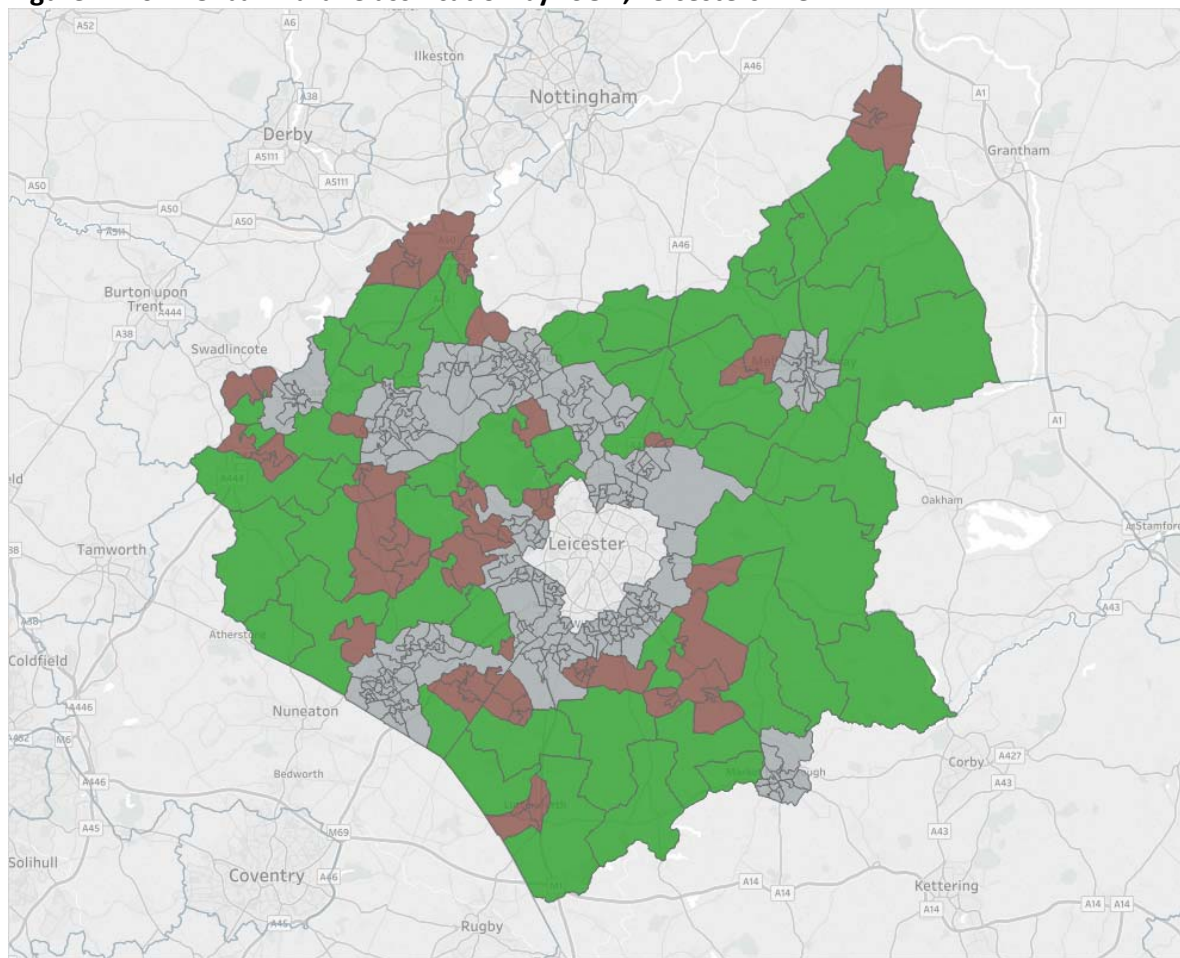 A52
A6
Ilkeston
A46
Nottingham
A38
A1
Derby
A5111
Grantham
A5111
A50
A50
A50
A511
A46
Burton upon
Trent
A444
A38
Swadlincote
A1
Oakham
Stamford
Leicester
Tamworth
A43
A38
Atherstone
Coldfield
A446
Nuneaton
M6
Corby
A427
Bedworth
A43
A446
A45
M69
A43
Solihull
Coventry
A46
A14
A14
Kettering
A14
A14
A14
A45
Rugby